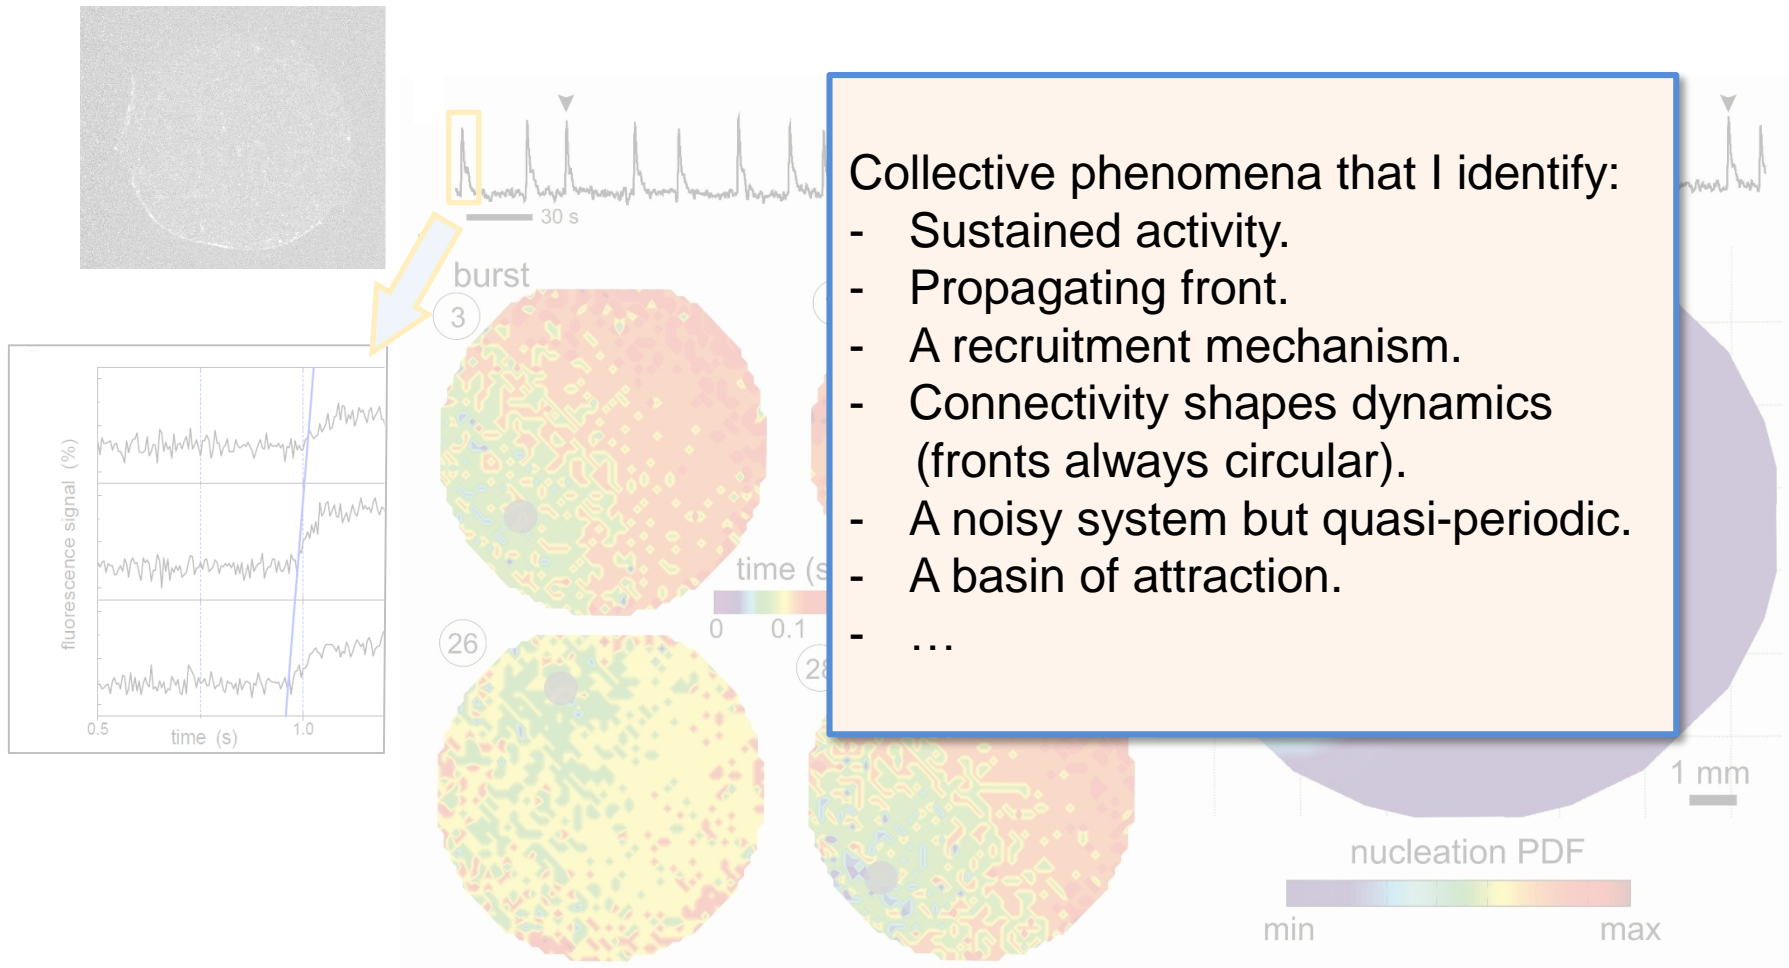 30 s
burst
3
fluorescence signal (%)
0.5
1.0
time (s)
time (s
0
0.1
26
28
Collective phenomena that I identify:
- Sustained activity.
- Propagating front.
- A recruitment mechanism.
- Connectivity shapes dynamics
(fronts always circular).
- A noisy system but quasi-periodic.
- A basin of attraction.
- …
1 mm
nucleation PDF
min
max